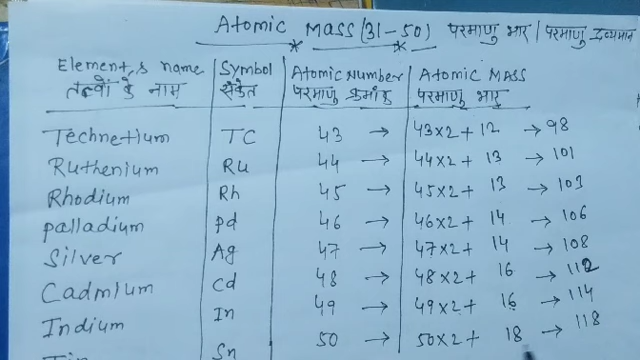 Atomic MASS (31-50) परमाणु भार / परमाणु द्रव्यमान
Element,s name Symbol Atomic Number Atomic MASS
तत्वों के नाम संकेत परमाणु क्रमांक परमाणु भार
Technetium TC 43 → 43x2+ 12 → 98
Ruthenium Ru 44 → 44x2+ 13 → 101
Rhodium Rh 45 → 45x2+ 13 → 103
palladium pd 46 → 46x2+ 14 → 106
Silver Ag 47 → 47x2+ 14 → 108
Cadmium Cd 48 → 48x2+ 16 → 112
Indium In 49 → 49x2+ 16 → 114
Tin Sn 50 → 50x2+ 18 → 118